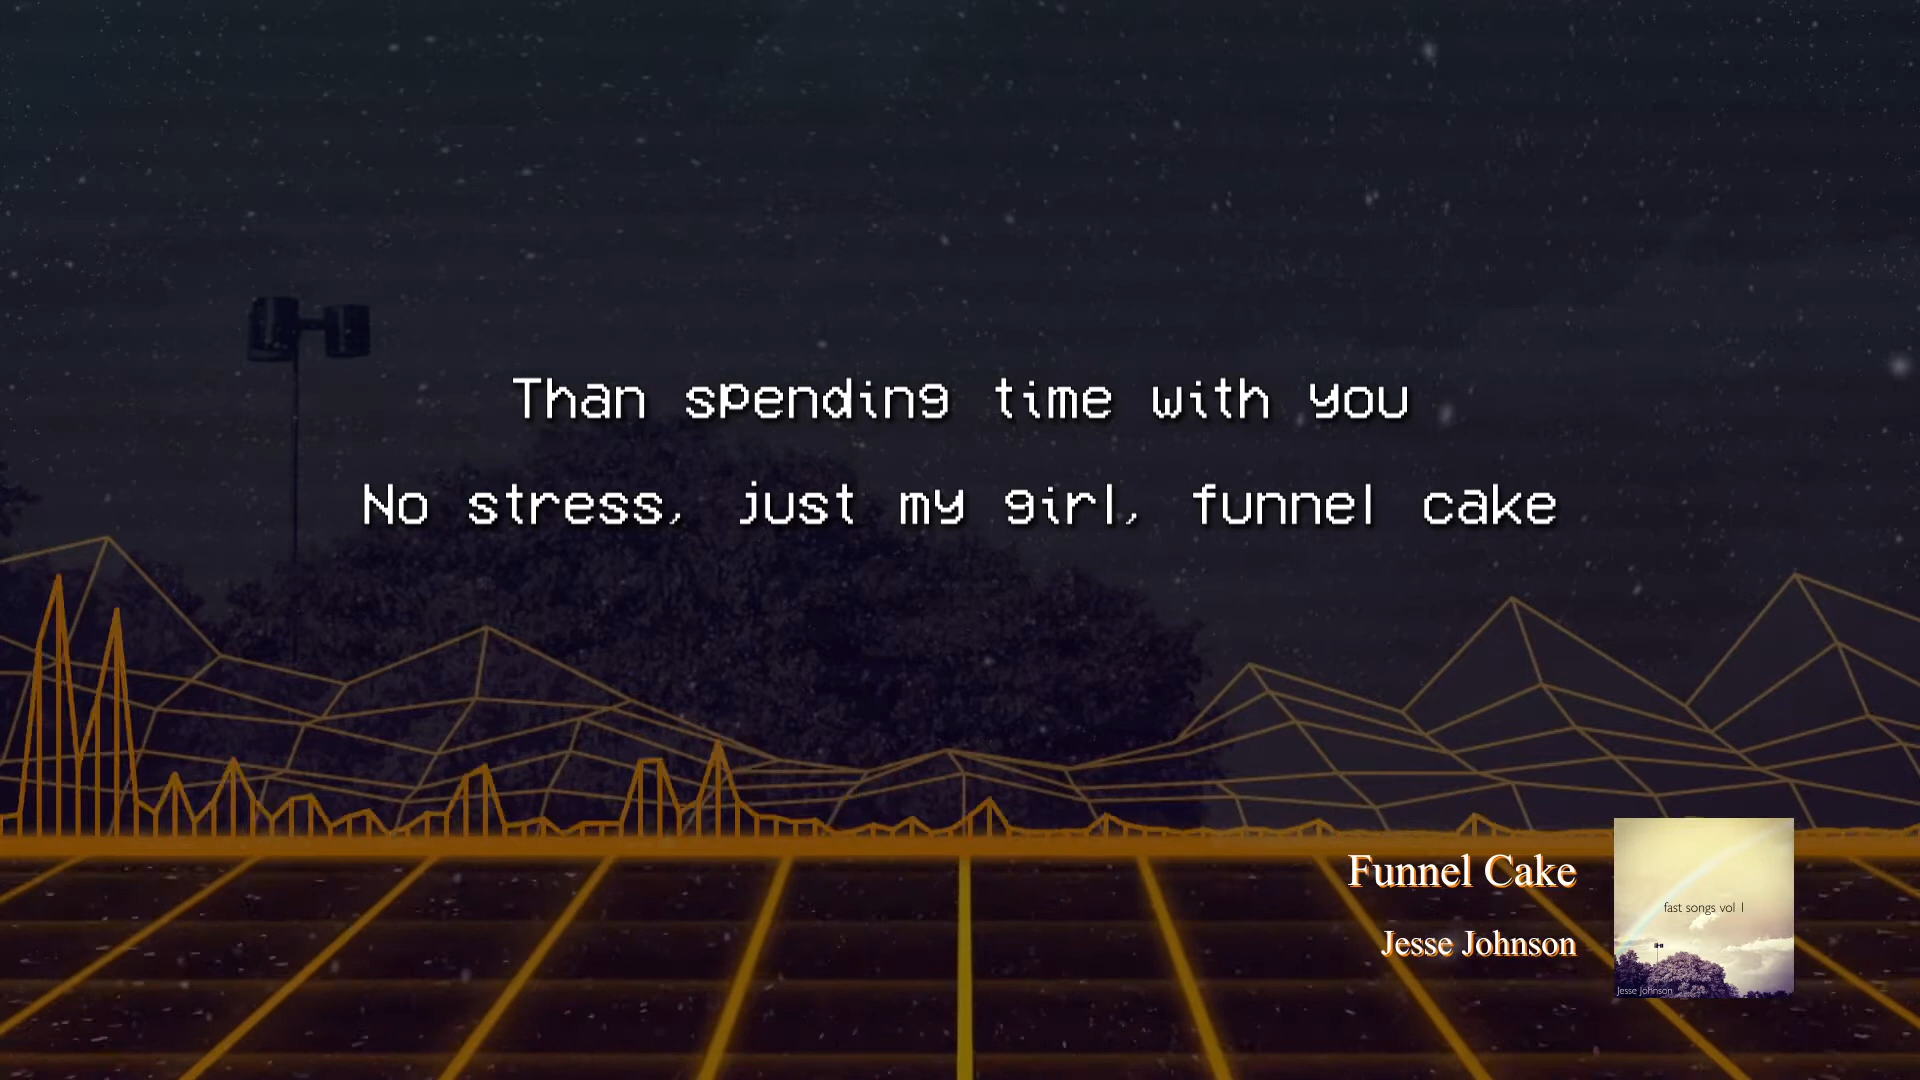 Than spending time with you
No stress, just my girl, funnel cake
Funnel Cake
Jesse Johnson
fast songs vol 1
Jesse Johnson